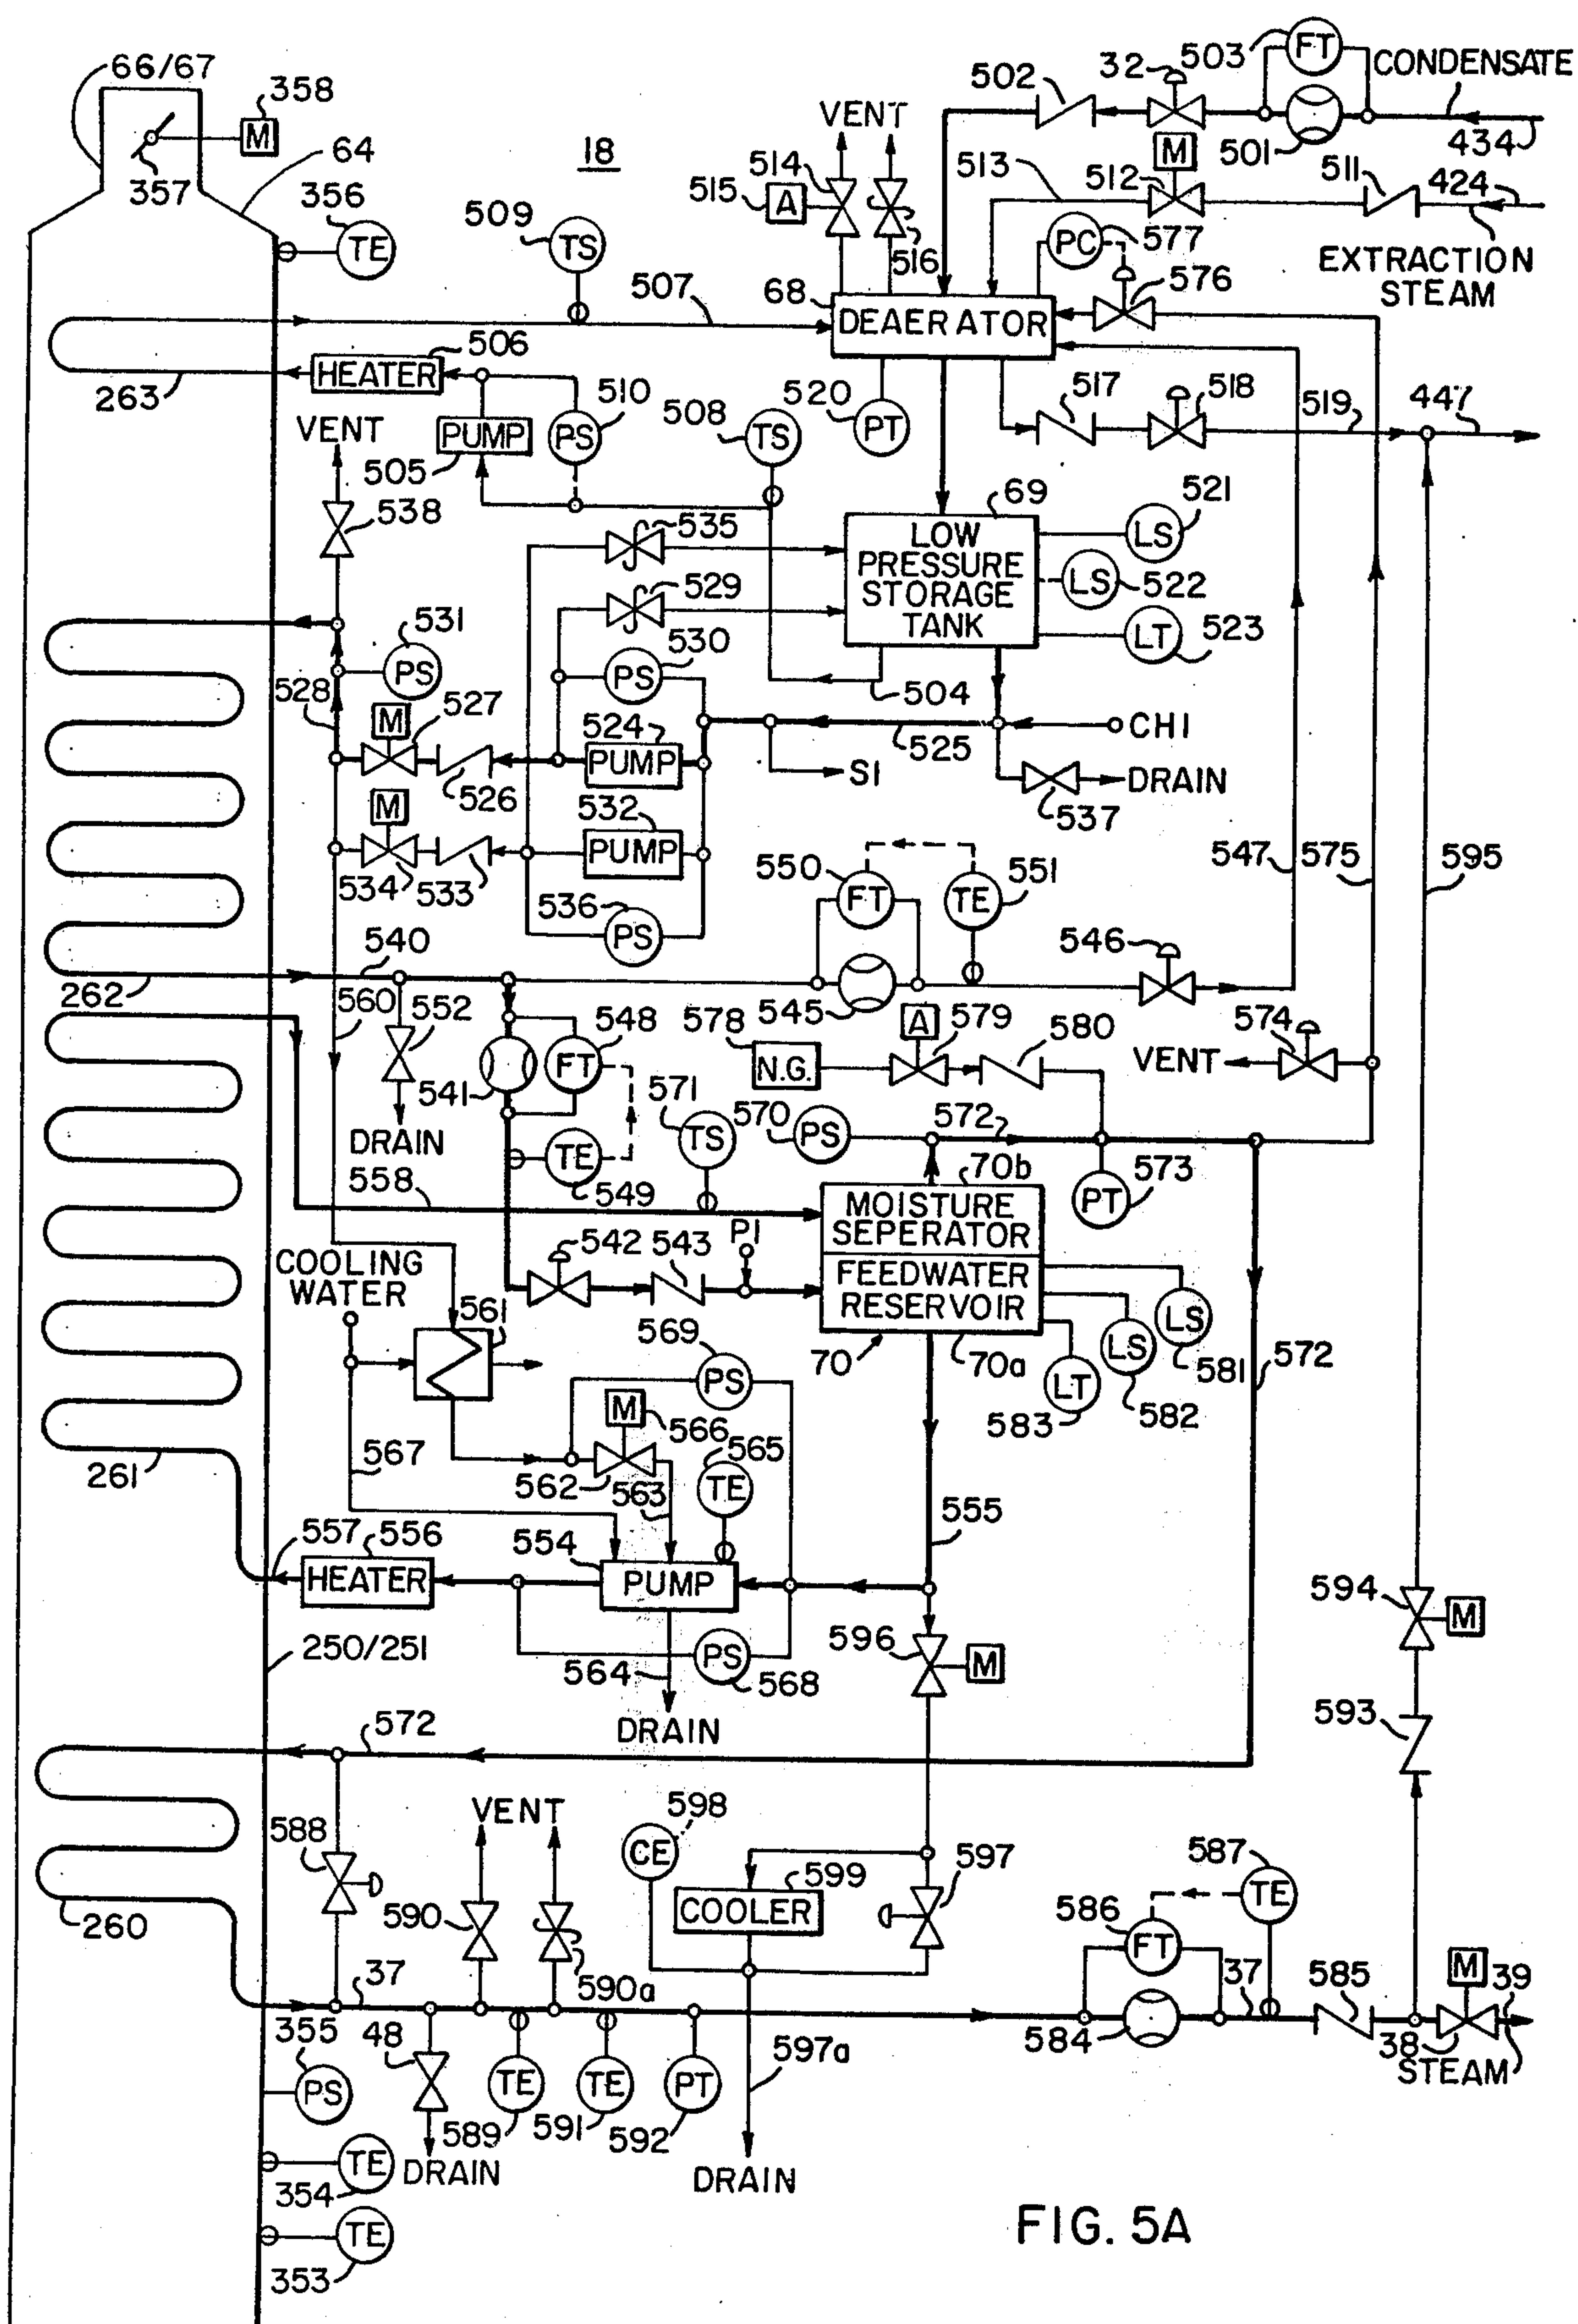 66/67
358
M
357
64
356
TE
18
VENT
514
515
A
516
503
FT
CONDENSATE
32
502
501
434
M
513
512
511
424
EXTRACTION
STEAM
PC
577
576
509
TS
507
68
DEAERATOR
506
HEATER
263
VENT
PUMP
505
PS
510
508
TS
520
PT
517
518
519
447
538
535
529
69
LOW
PRESSURE
STORAGE
TANK
LS
521
LS
522
LT
523
531
PS
528
530
PS
504
M
527
524
PUMP
525
CHI
SI
DRAIN
537
526
M
532
PUMP
534
533
536
PS
550
FT
TE
551
547
575
595
546
540
262
560
552
DRAIN
545
541
548
FT
TE
549
578
N.G.
A
579
580
574
VENT
571
TS
570
PS
572
573
PT
558
70b
MOISTURE
SEPERATOR
FEEDWATER
RESERVOIR
P1
542
543
COOLING
WATER
561
70
70a
LS
581
LS
582
LT
583
572
569
PS
M
566
565
TE
562
563
567
261
555
557
556
HEATER
554
PUMP
250/251
564
PS
568
DRAIN
596
M
594
M
593
572
588
VENT
590
590a
598
CE
599
COOLER
597
587
TE
586
FT
260
37
37
585
M
39
584
38
STEAM
355
PS
48
TE
589
TE
591
PT
592
597a
TE
354
DRAIN
DRAIN
TE
353
FIG. 5A